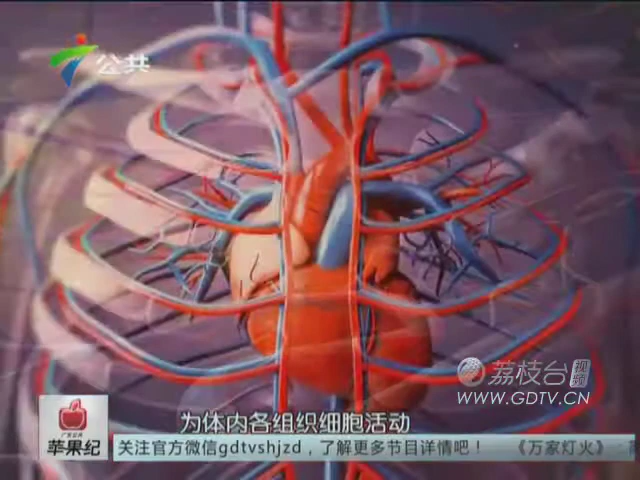 公共
荔枝台 视频
WWW.GDTV.CN
为体内各组织细胞活动
苹果纪
关注官方微信gdtvshjzd，了解更多节目详情吧！ 《万家灯火》